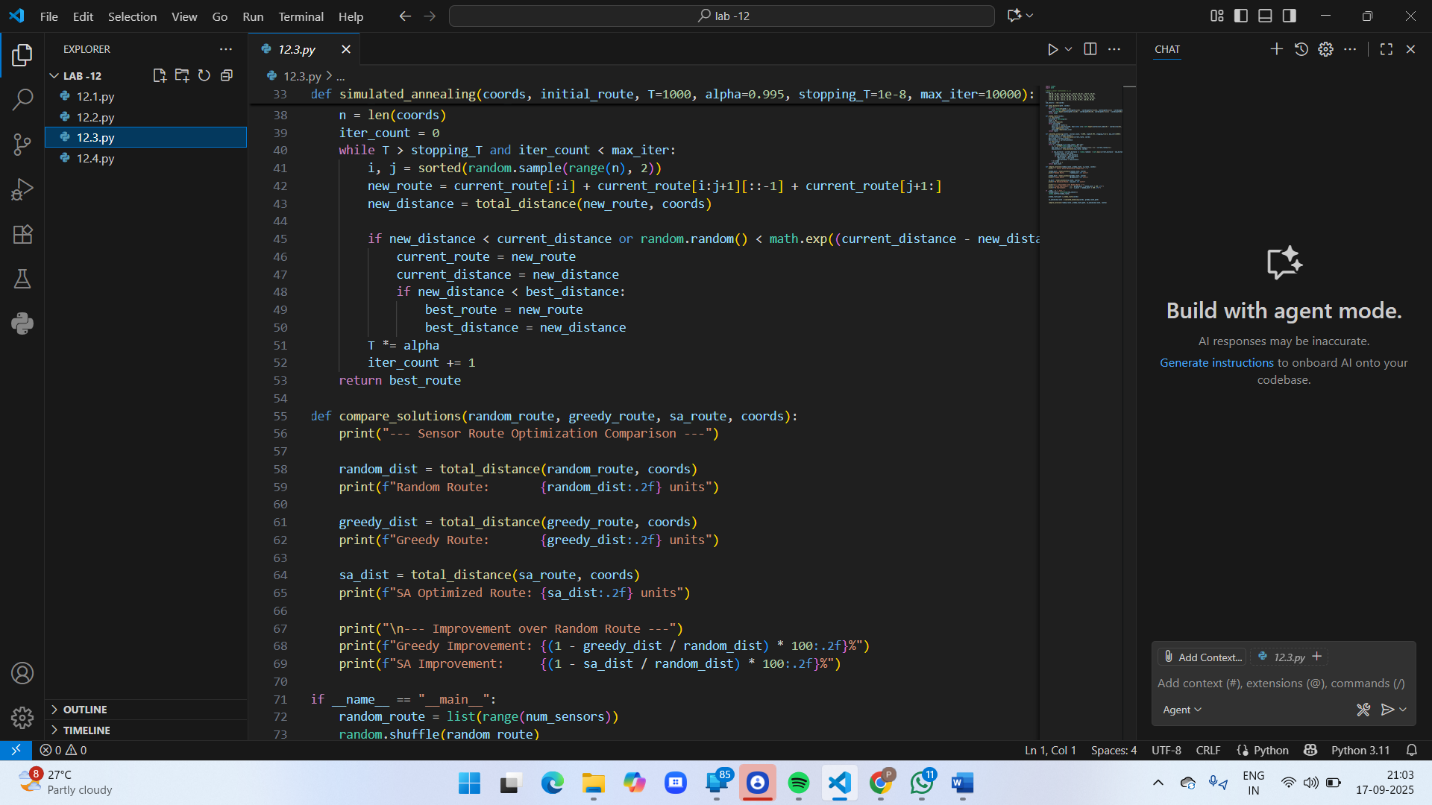 File Edit Selection View Go Run Terminal Help
lab -12
EXPLORER
LAB -12
12.1.py
12.2.py
12.3.py
12.4.py
OUTLINE
TIMELINE
12.3.py
12.3.py > ...
33 def simulated_annealing(coords, initial_route, T=1000, alpha=0.995, stopping_T=1e-8, max_iter=10000):
38 n = len(coords)
39 iter_count = 0
40 while T > stopping_T and iter_count < max_iter:
41 i, j = sorted(random.sample(range(n), 2))
42 new_route = current_route[:i] + current_route[i:j+1][::-1] + current_route[j+1:]
43 new_distance = total_distance(new_route, coords)
44
45 if new_distance < current_distance or random.random() < math.exp((current_distance - new_dista
46 current_route = new_route
47 current_distance = new_distance
48 if new_distance < best_distance:
49 best_route = new_route
50 best_distance = new_distance
51 T *= alpha
52 iter_count += 1
53 return best_route
54
55 def compare_solutions(random_route, greedy_route, sa_route, coords):
56 print("--- Sensor Route Optimization Comparison ---")
57
58 random_dist = total_distance(random_route, coords)
59 print(f"Random Route: {random_dist:.2f} units")
60
61 greedy_dist = total_distance(greedy_route, coords)
62 print(f"Greedy Route: {greedy_dist:.2f} units")
63
64 sa_dist = total_distance(sa_route, coords)
65 print(f"SA Optimized Route: {sa_dist:.2f} units")
66
67 print("\n--- Improvement over Random Route ---")
68 print(f"Greedy Improvement: {(1 - greedy_dist / random_dist) * 100:.2f}%")
69 print(f"SA Improvement: {(1 - sa_dist / random_dist) * 100:.2f}%")
70
71 if __name__ == "__main__":
72 random_route = list(range(num_sensors))
73 random.shuffle(random_route)
CHAT
Build with agent mode.
AI responses may be inaccurate.
Generate instructions to onboard AI onto your
codebase.
Add Context... 12.3.py
Add context (#), extensions (@), commands (/)
Agent
0 0
Ln 1, Col 1 Spaces: 4 UTF-8 CRLF Python Python 3.11
8 27°C
Partly cloudy
85
P
11
ENG
IN
21:03
17-09-2025